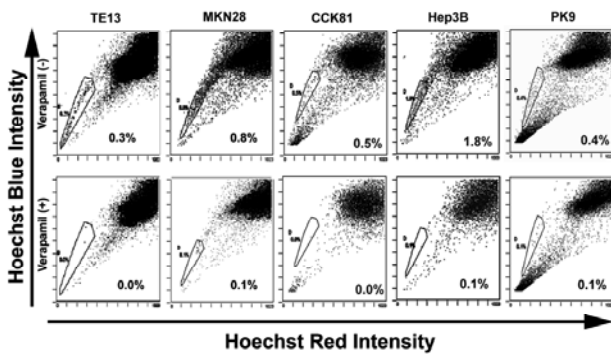 TE13 MKN28 CCK81 Hep3B PK9
Hoechst Blue Intensity
Verapamil (-)
0.3% 0.8% 0.5% 1.8% 0.4%
Verapamil (+)
0.0% 0.1% 0.0% 0.1% 0.1%
Hoechst Red Intensity